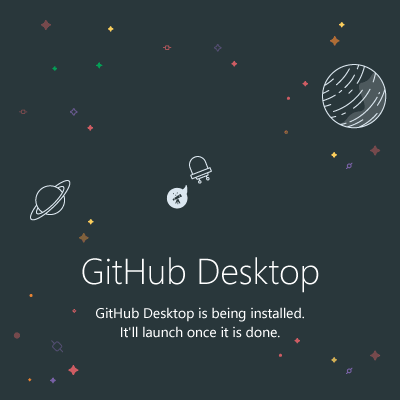 GitHub Desktop
GitHub Desktop is being installed.
It'll launch once it is done.